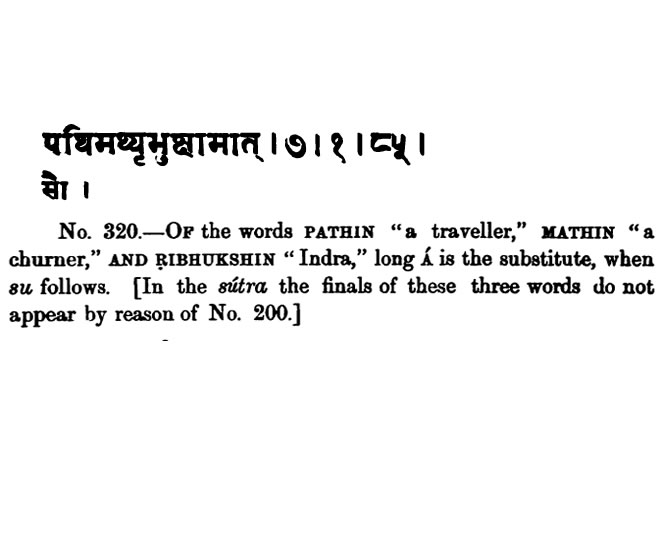 पथिमथ्यृभुक्षामात् । ७ । १ । ८५ ।
सौ ।
No. 320.—OF the words PATHIN “a traveller,” MATHIN “a
churner,” AND ṚIBHUKSHIN “Indra,” long Á is the substitute, when
su follows. [In the sútra the finals of these three words do not
appear by reason of No. 200.]